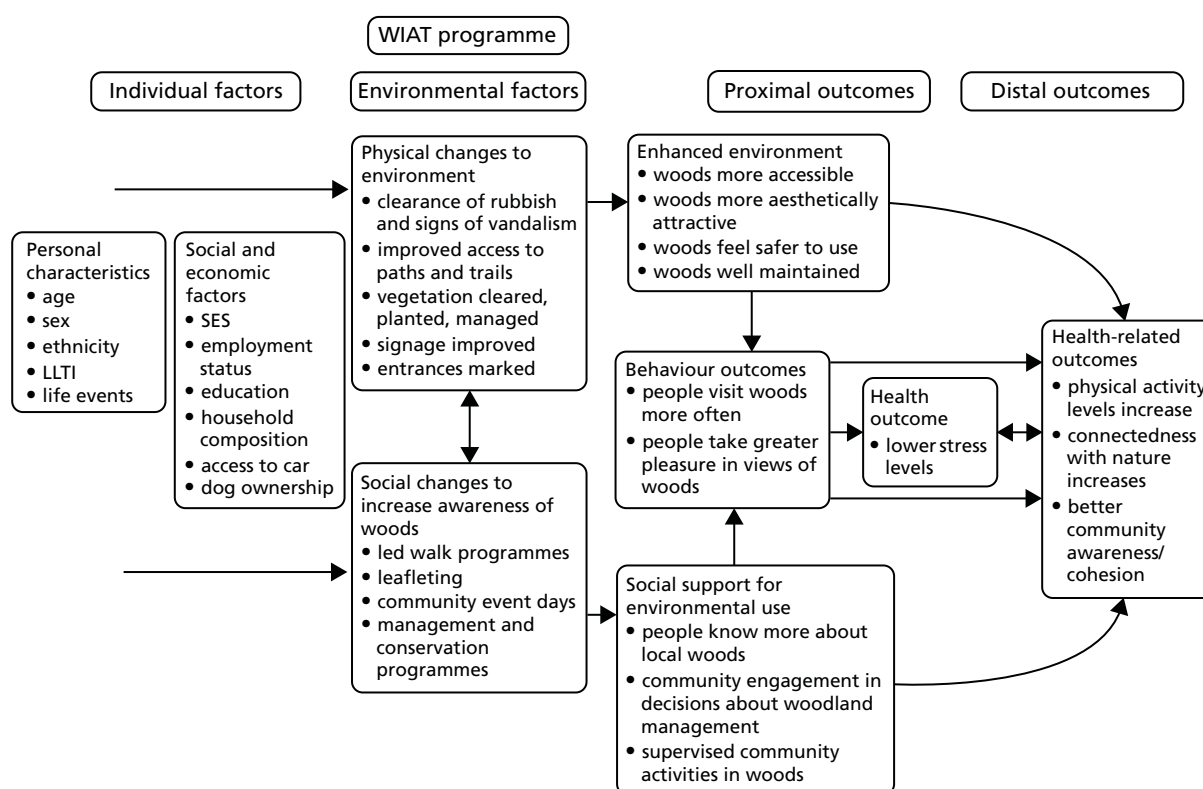 WIAT programme
Individual factors
Environmental factors
Proximal outcomes
Distal outcomes
Personal
characteristics
• age
• sex
• ethnicity
• LLTI
• life events
Social and
economic
factors
• SES
• employment
status
• education
• household
composition
• access to car
• dog ownership
Physical changes to
environment
• clearance of rubbish
and signs of vandalism
• improved access to
paths and trails
• vegetation cleared,
planted, managed
• signage improved
• entrances marked
Social changes to
increase awareness of
woods
• led walk programmes
• leafleting
• community event days
• management and
conservation
programmes
Enhanced environment
• woods more accessible
• woods more aesthetically
attractive
• woods feel safer to use
• woods well maintained
Behaviour outcomes
• people visit woods
more often
• people take greater
pleasure in views of
woods
Social support for
environmental use
• people know more about
local woods
• community engagement in
decisions about woodland
management
• supervised community
activities in woods
Health
outcome
• lower stress
levels
Health-related
outcomes
• physical activity
levels increase
• connectedness
with nature
increases
• better
community
awareness/
cohesion